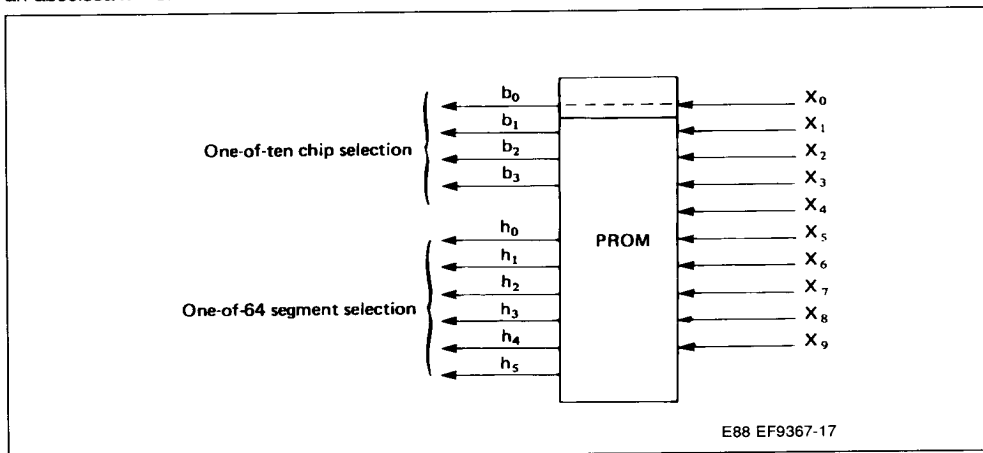 b₀
b₁
b₂
b₃
One-of-ten chip selection
h₀
h₁
h₂
h₃
h₄
h₅
One-of-64 segment selection
PROM
X₀
X₁
X₂
X₃
X₄
X₅
X₆
X₇
X₈
X₉
E88 EF9367-17